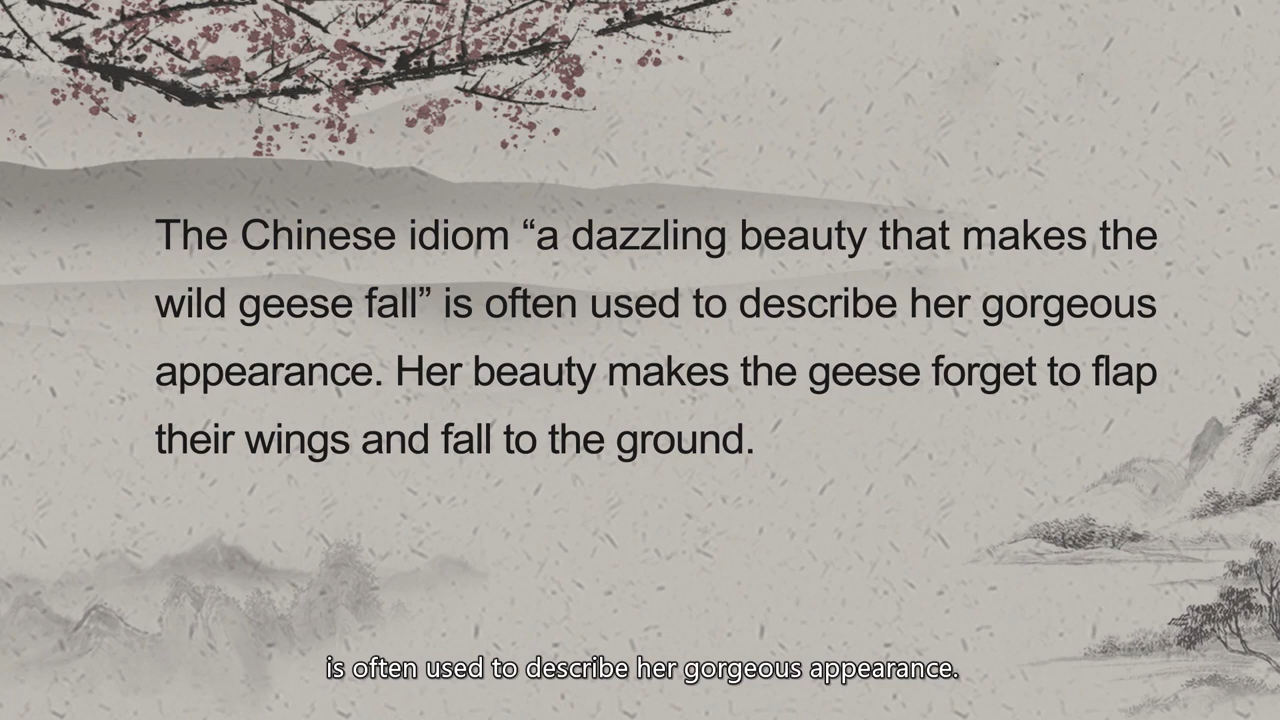 The Chinese idiom “a dazzling beauty that makes the
wild geese fall” is often used to describe her gorgeous
appearance. Her beauty makes the geese forget to flap
their wings and fall to the ground.
is often used to describe her gorgeous appearance.